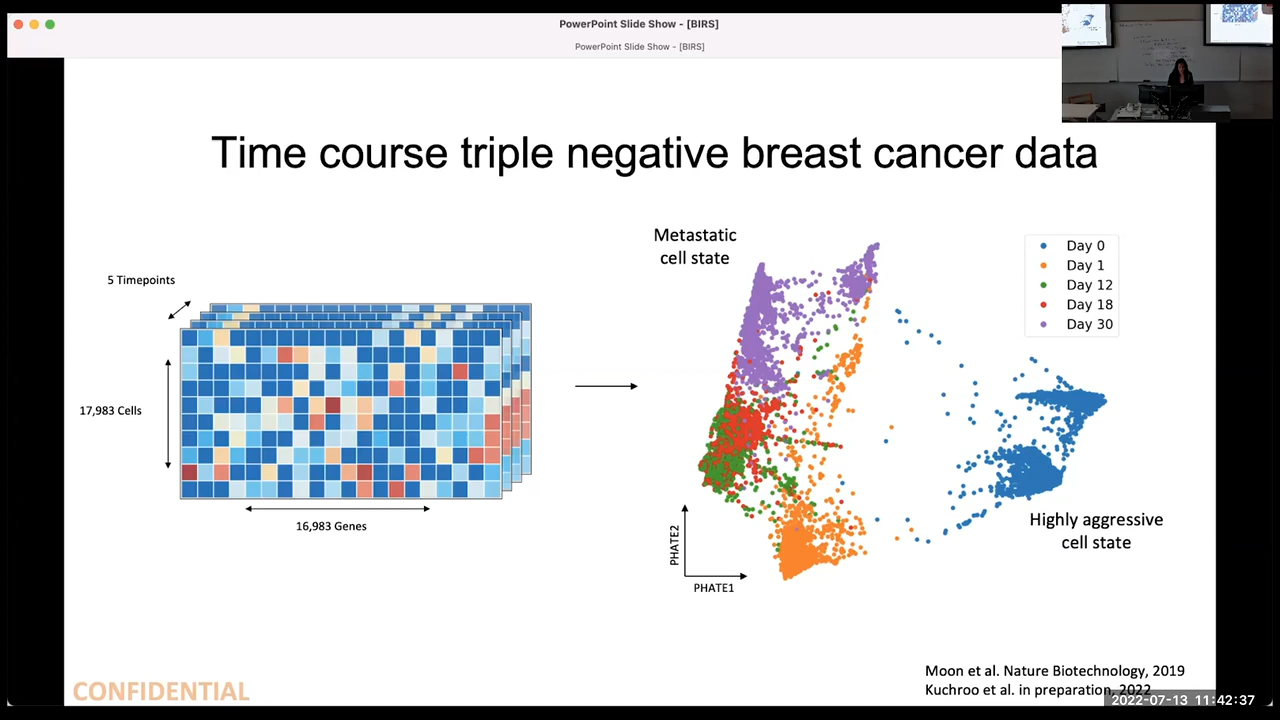 PowerPoint Slide Show - [BIRS]
PowerPoint Slide Show - [BIRS]
Time course triple negative breast cancer data
5 Timepoints
17,983 Cells
16,983 Genes
Metastatic
cell state
Day 0
Day 1
Day 12
Day 18
Day 30
Highly aggressive
cell state
PHATE2
PHATE1
Moon et al. Nature Biotechnology, 2019
Kuchroo et al. in preparation, 2022
CONFIDENTIAL
2022-07-13 11:42:37